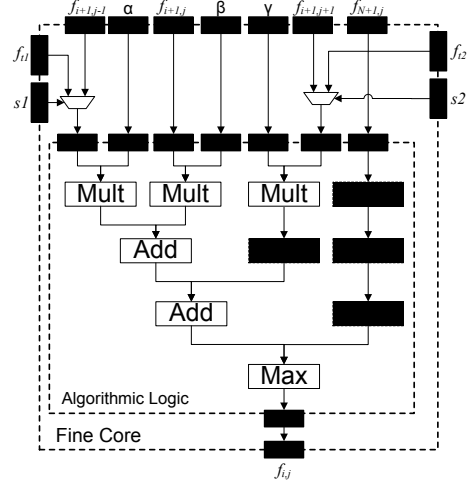 f_{i+1,j-1} α f_{i+1,j} β γ f_{i+1,j+1} f_{N+1,j}
f_{t1} f_{t2}
s1 s2
Mult Mult Mult
Add
Add
Max
Algorithmic Logic
Fine Core
f_{i,j}